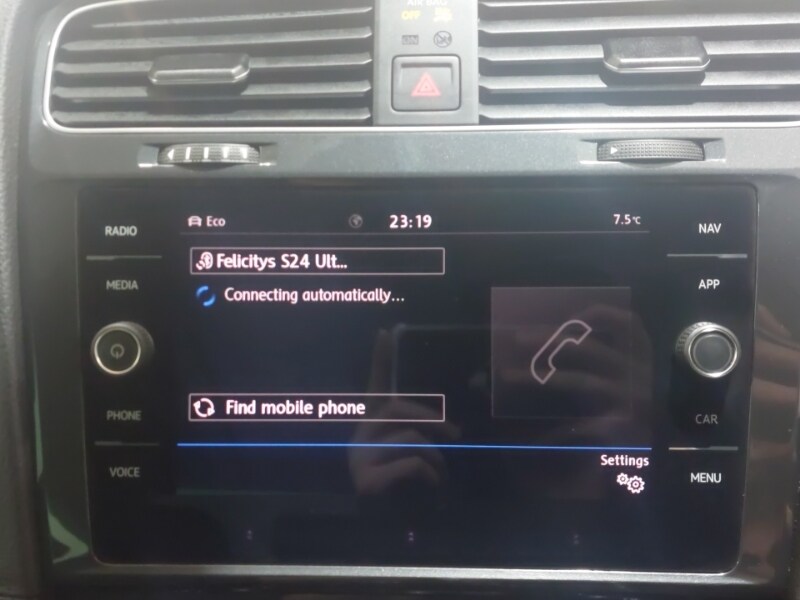 AIR BAG
OFF
RADIO
MEDIA
PHONE
VOICE
Eco
23:19
7.5°C
Felicitys S24 Ult...
Connecting automatically...
Find mobile phone
Settings
NAV
APP
CAR
MENU